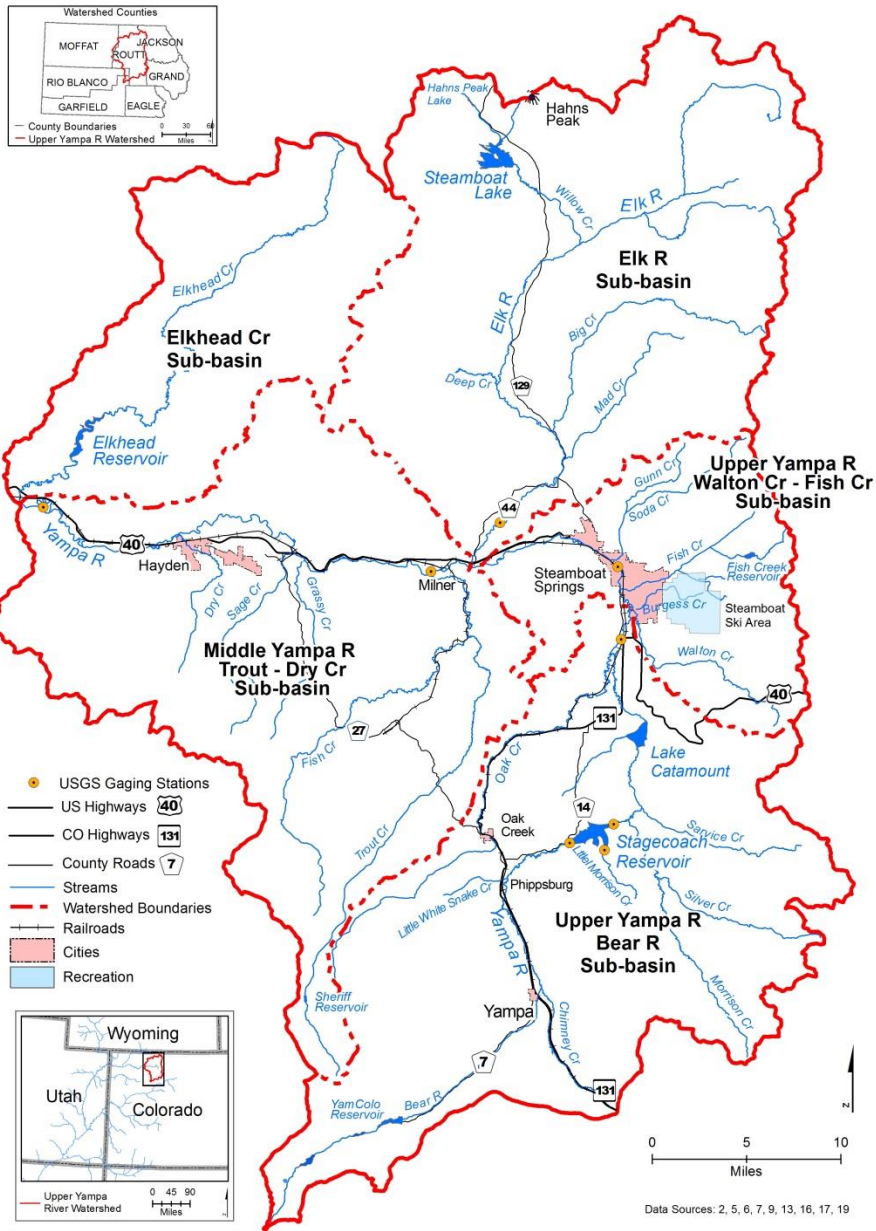 Watershed Counties
MOFFAT
JACKSON
ROUTT
RIO BLANCO
GRAND
GARFIELD
EAGLE
County Boundaries
Upper Yampa R Watershed
0 30 60
Miles
Hahns Peak
Lake
Hahns
Peak
Steamboat
Lake
Willow Cr
Elk R
Elk R
Sub-basin
Elkhead Cr
Elk R
Big Cr
Elkhead Cr
Sub-basin
Deep Cr
129
Mad Cr
Elkhead
Reservoir
Upper Yampa R
Walton Cr - Fish Cr
Sub-basin
Gunn Cr
Soda Cr
44
Yampa R
40
Hayden
Milner
Steamboat
Springs
Fish Cr
Fish Creek
Reservoir
Burgess Cr
Steamboat
Ski Area
Dry Cr
Sage Cr
Grassy Cr
Walton Cr
40
Middle Yampa R
Trout - Dry Cr
Sub-basin
27
Fish Cr
131
Oak Cr
Lake
Catamount
14
Oak
Creek
Trout Cr
Sarvice Cr
Stagecoach
Reservoir
Littlel Morrison Cr
Phippsburg
Little White Snake Cr
Silver Cr
Yampa R
Upper Yampa R
Bear R
Sub-basin
Morrison Cr
Sheriff
Reservoir
Yampa
Chimney Cr
7
131
YamColo
Reservoir
Bear R
USGS Gaging Stations
US Highways 40
CO Highways 131
County Roads 7
Streams
Watershed Boundaries
Railroads
Cities
Recreation
Wyoming
Utah
Colorado
Upper Yampa
River Watershed
0 45 90
Miles
z
0 5 10
Miles
Data Sources: 2, 5, 6, 7, 9, 13, 16, 17, 19